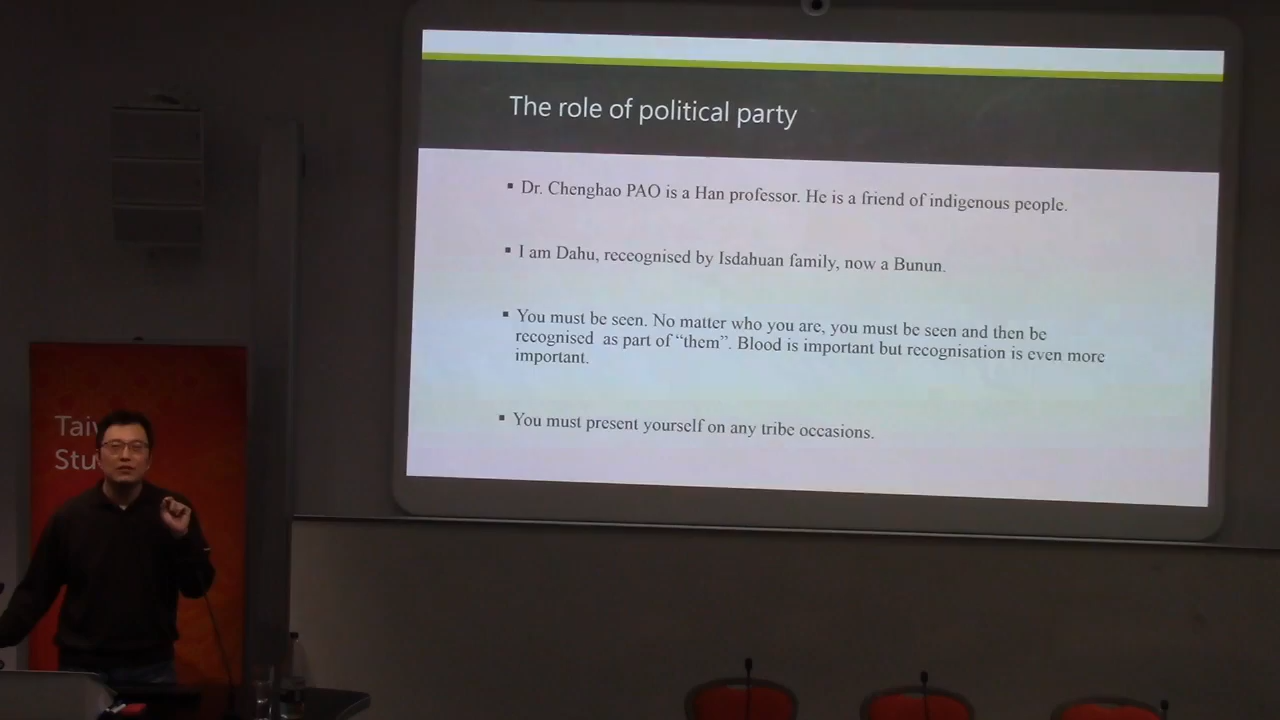 The role of political party
▪ Dr. Chenghao PAO is a Han professor. He is a friend of indigenous people.
▪ I am Dahu, receognised by Isdahuan family, now a Bunun.
▪ You must be seen. No matter who you are, you must be seen and then be
recognised as part of “them”. Blood is important but recognisation is even more
important.
▪ You must present yourself on any tribe occasions.
Tai
Stu